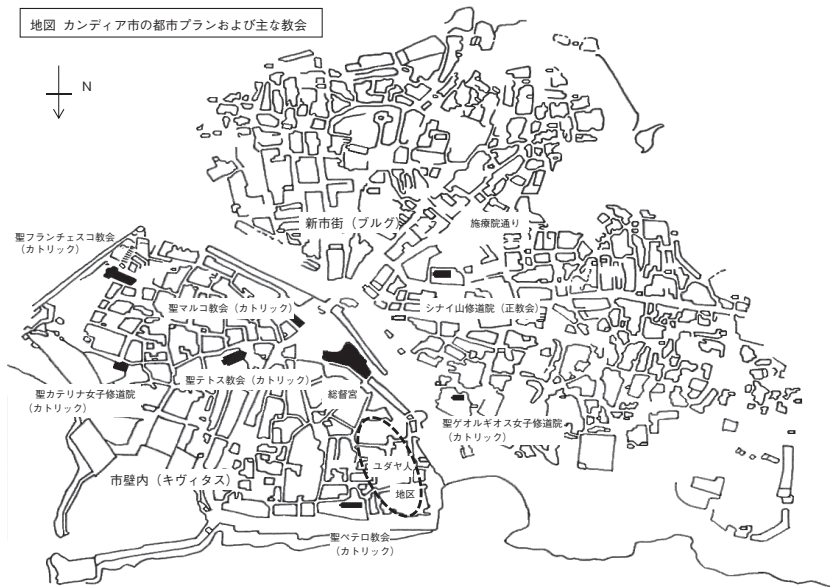 地図 カンディア市の都市プランおよび主な教会
N
新市街（ブルグ）
施療院通り
聖フランチェスコ教会
（カトリック）
聖マルコ教会（カトリック）
シナイ山修道院（正教会）
聖テトス教会（カトリック）
総督宮
聖カテリナ女子修道院
（カトリック）
聖ゲオルギオス女子修道院
（カトリック）
ユダヤ人
地区
市壁内（キヴィタス）
聖ペテロ教会
（カトリック）